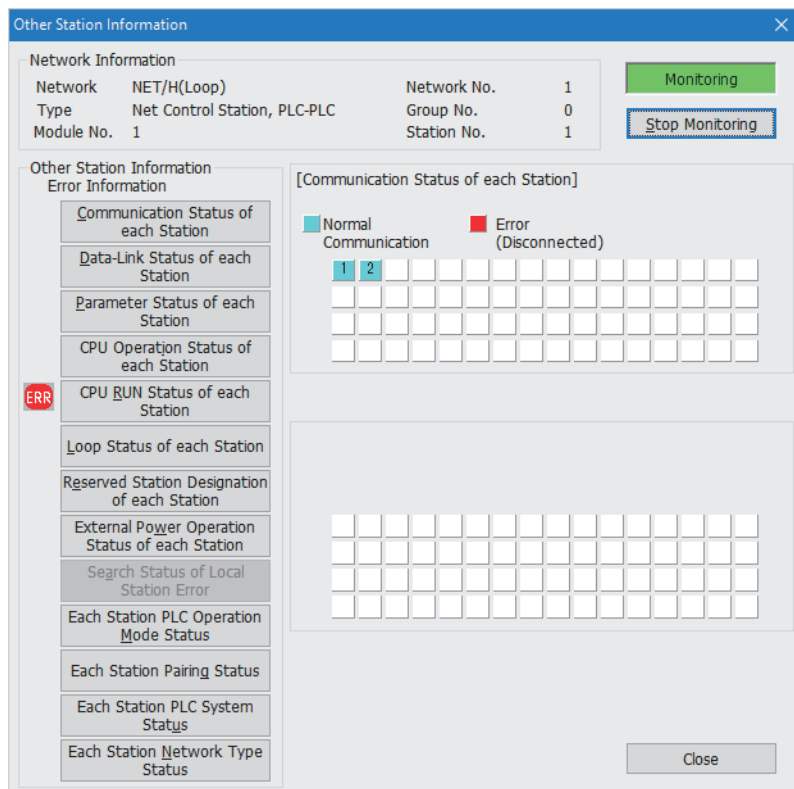 Other Station Information
Network Information
Network NET/H(Loop) Network No. 1
Type Net Control Station, PLC-PLC Group No. 0
Module No. 1 Station No. 1
Monitoring
Stop Monitoring
Other Station Information
Error Information
Communication Status of
each Station
Data-Link Status of each
Station
Parameter Status of each
Station
CPU Operation Status of
each Station
ERR
CPU RUN Status of each
Station
Loop Status of each Station
Reserved Station Designation
of each Station
External Power Operation
Status of each Station
Search Status of Local
Station Error
Each Station PLC Operation
Mode Status
Each Station Pairing Status
Each Station PLC System
Status
Each Station Network Type
Status
[Communication Status of each Station]
Normal
Communication
Error
(Disconnected)
1 2
Close